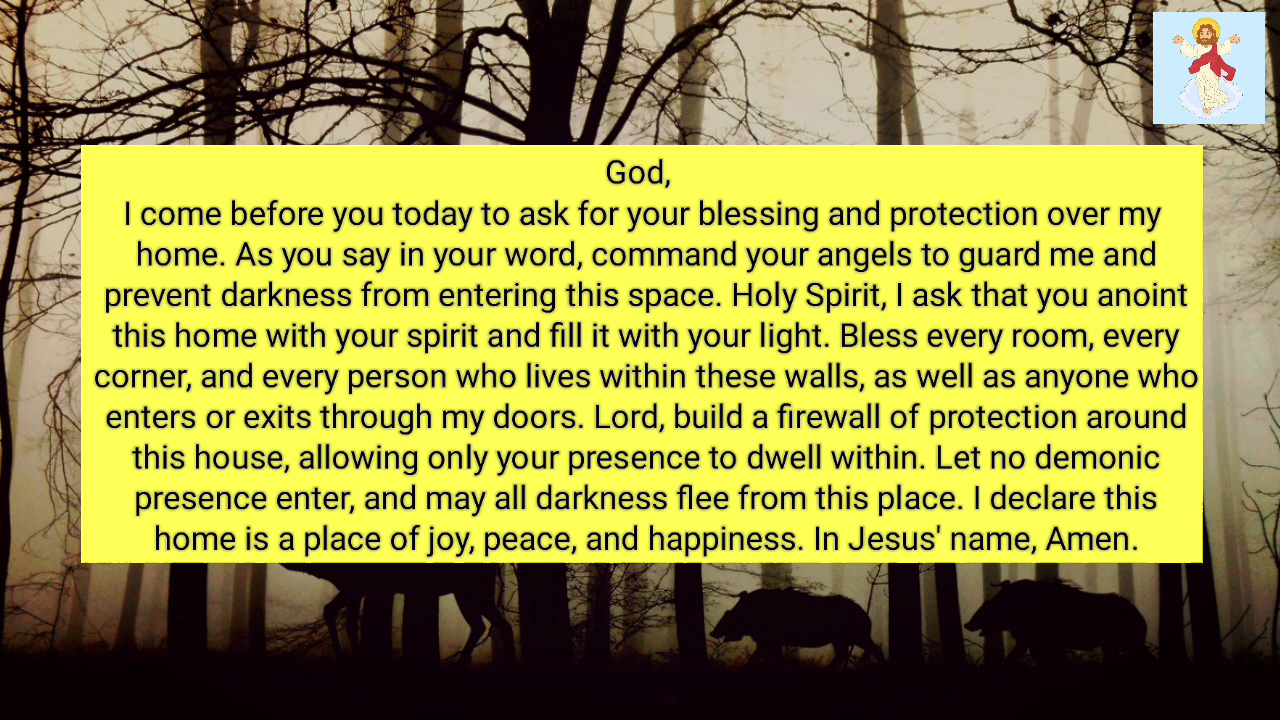 God,
I come before you today to ask for your blessing and protection over my
home. As you say in your word, command your angels to guard me and
prevent darkness from entering this space. Holy Spirit, I ask that you anoint
this home with your spirit and fill it with your light. Bless every room, every
corner, and every person who lives within these walls, as well as anyone who
enters or exits through my doors. Lord, build a firewall of protection around
this house, allowing only your presence to dwell within. Let no demonic
presence enter, and may all darkness flee from this place. I declare this
home is a place of joy, peace, and happiness. In Jesus' name, Amen.